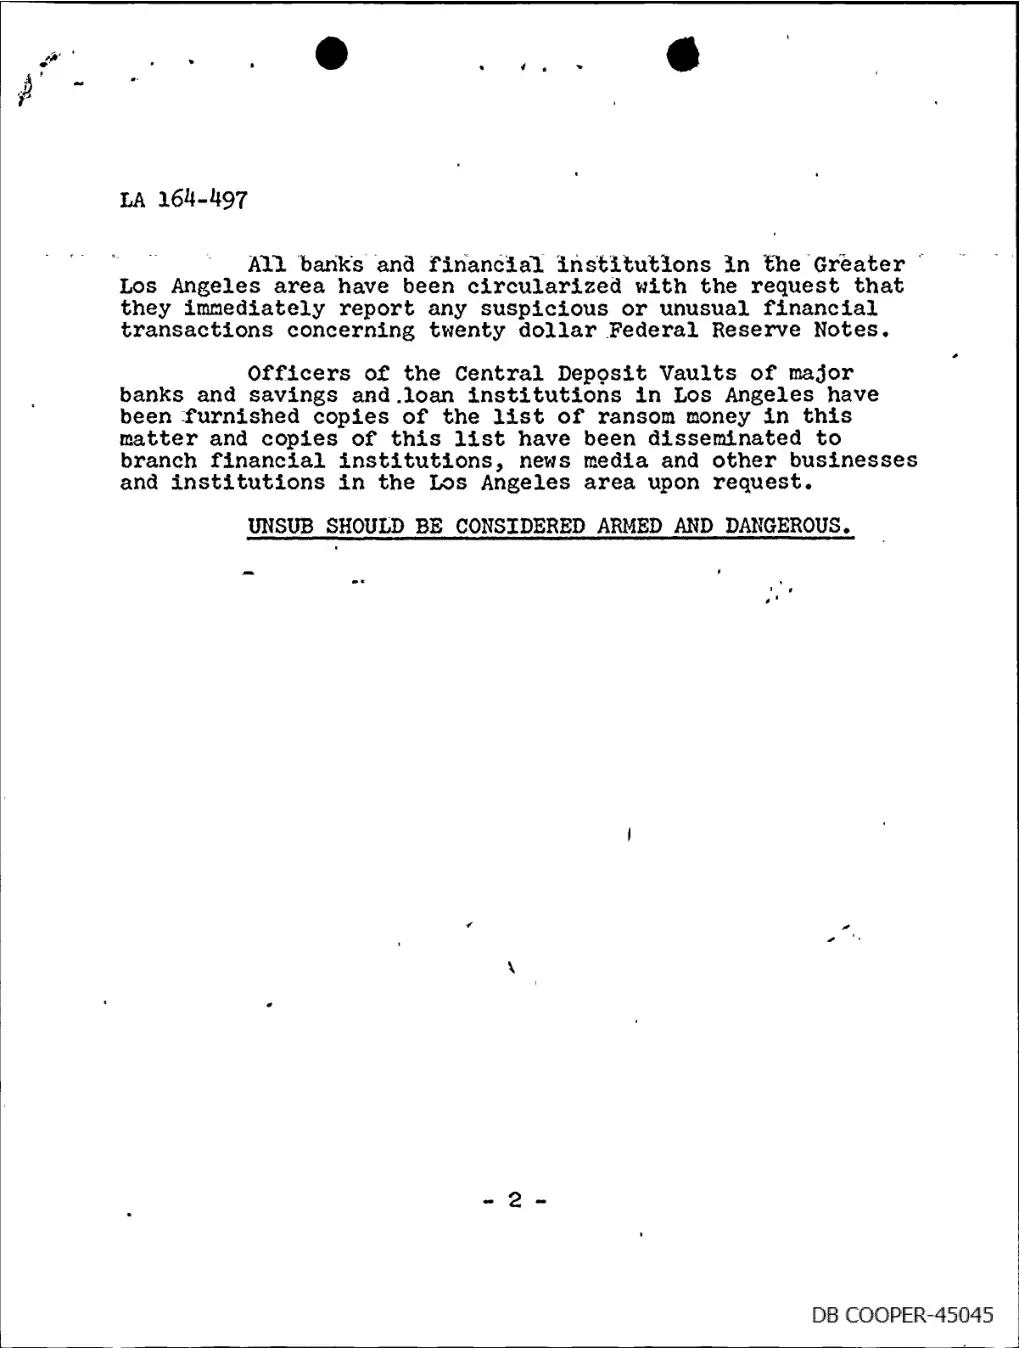 LA 164-497
All banks and financial institutions in the Greater
Los Angeles area have been circularized with the request that
they immediately report any suspicious or unusual financial
transactions concerning twenty dollar Federal Reserve Notes.
Officers of the Central Deposit Vaults of major
banks and savings and loan institutions in Los Angeles have
been furnished copies of the list of ransom money in this
matter and copies of this list have been disseminated to
branch financial institutions, news media and other businesses
and institutions in the Los Angeles area upon request.
UNSUB SHOULD BE CONSIDERED ARMED AND DANGEROUS.
- 2 -
DB COOPER-45045